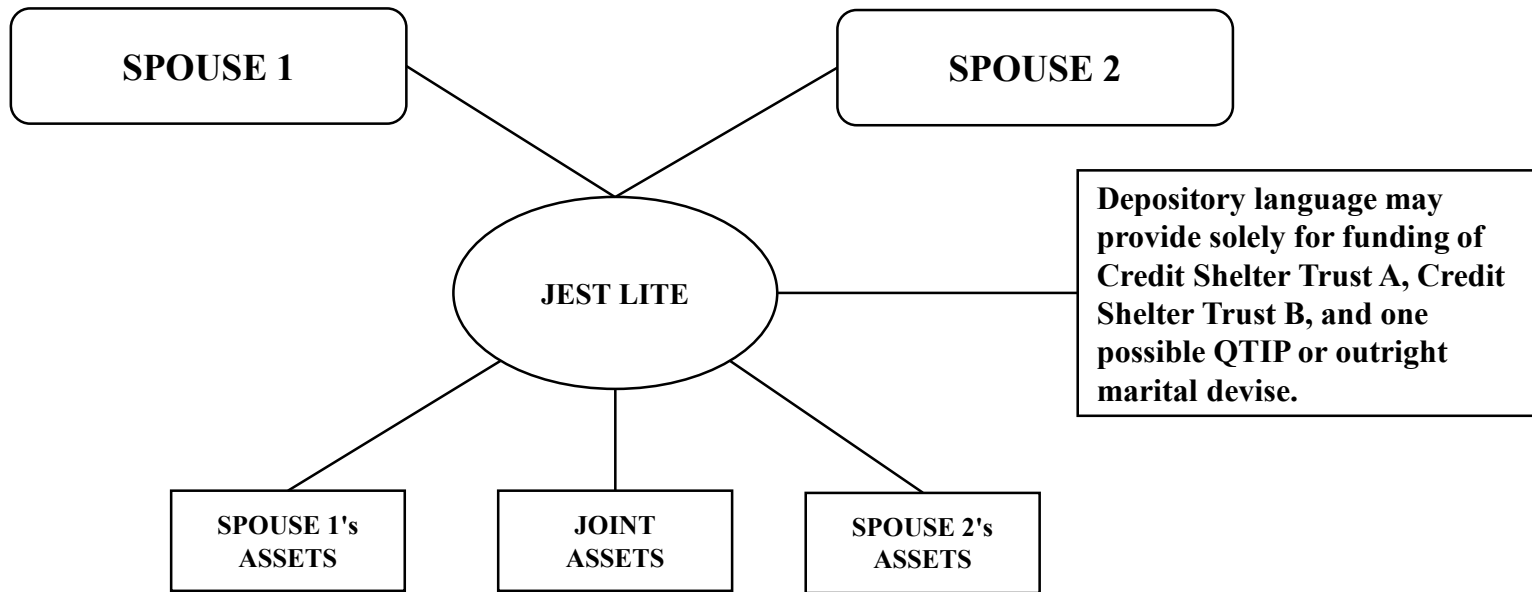 SPOUSE 1
SPOUSE 2
Depository language may
provide solely for funding of
Credit Shelter Trust A, Credit
Shelter Trust B, and one
possible QTIP or outright
marital devise.
JEST LITE
SPOUSE 1's
ASSETS
JOINT
ASSETS
SPOUSE 2's
ASSETS